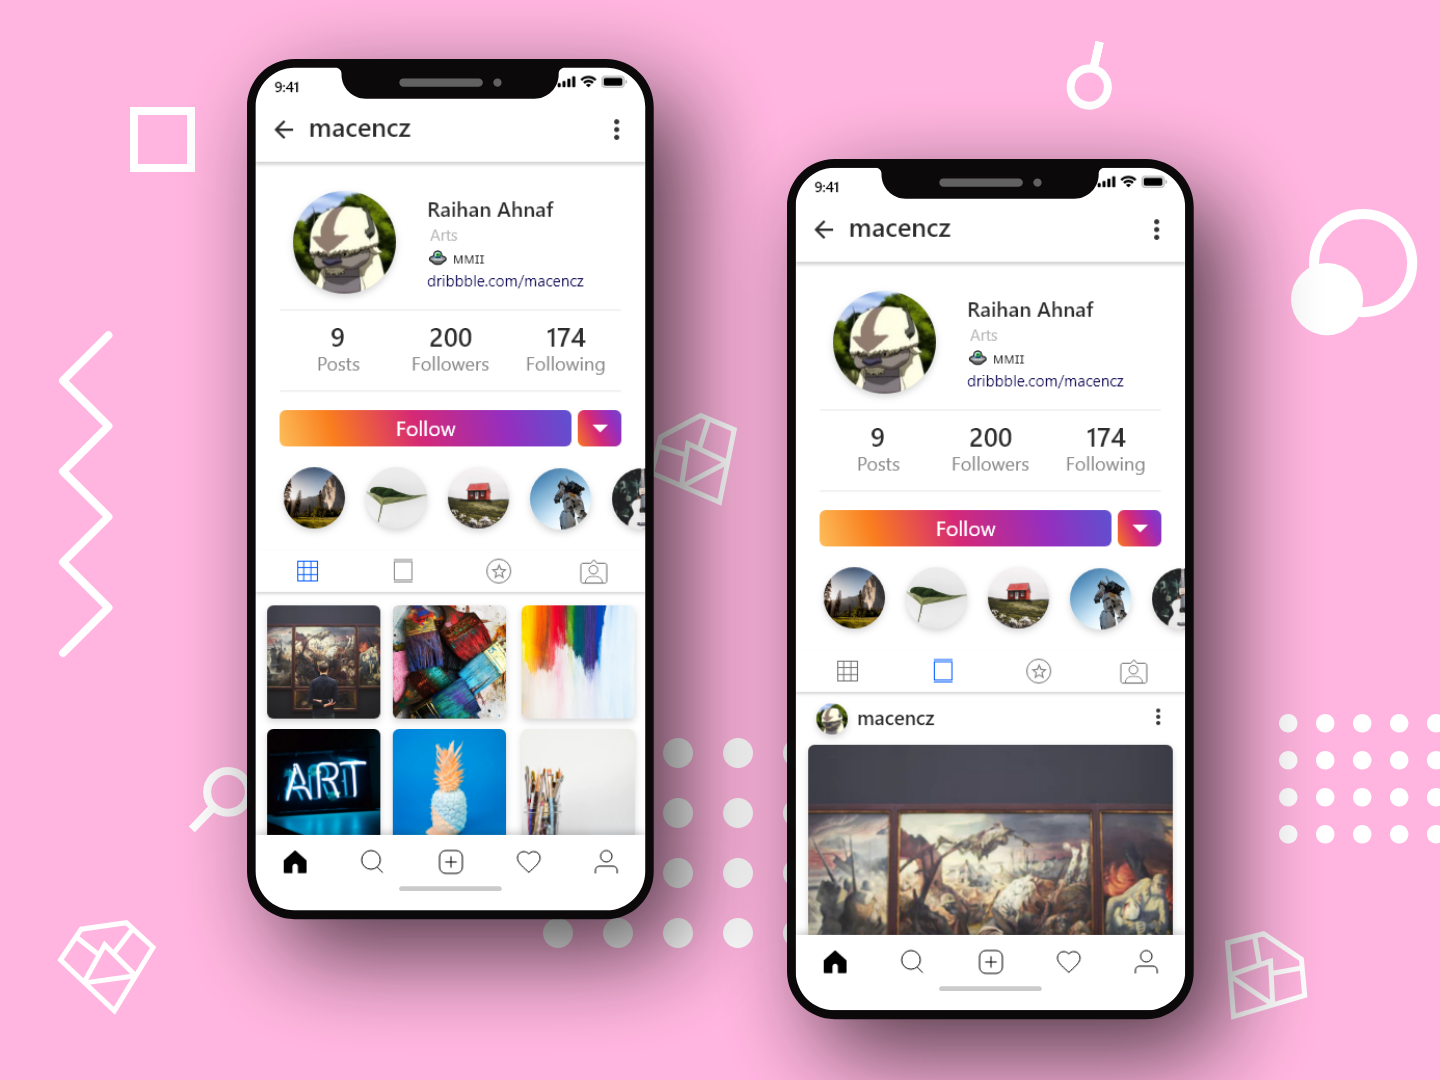 9:41
macencz
Raihan Ahnaf
Arts
MMII
dribbble.com/macencz
9 200 174
Posts Followers Following
Follow
ART
9:41
macencz
Raihan Ahnaf
Arts
MMII
dribbble.com/macencz
9 200 174
Posts Followers Following
Follow
macencz